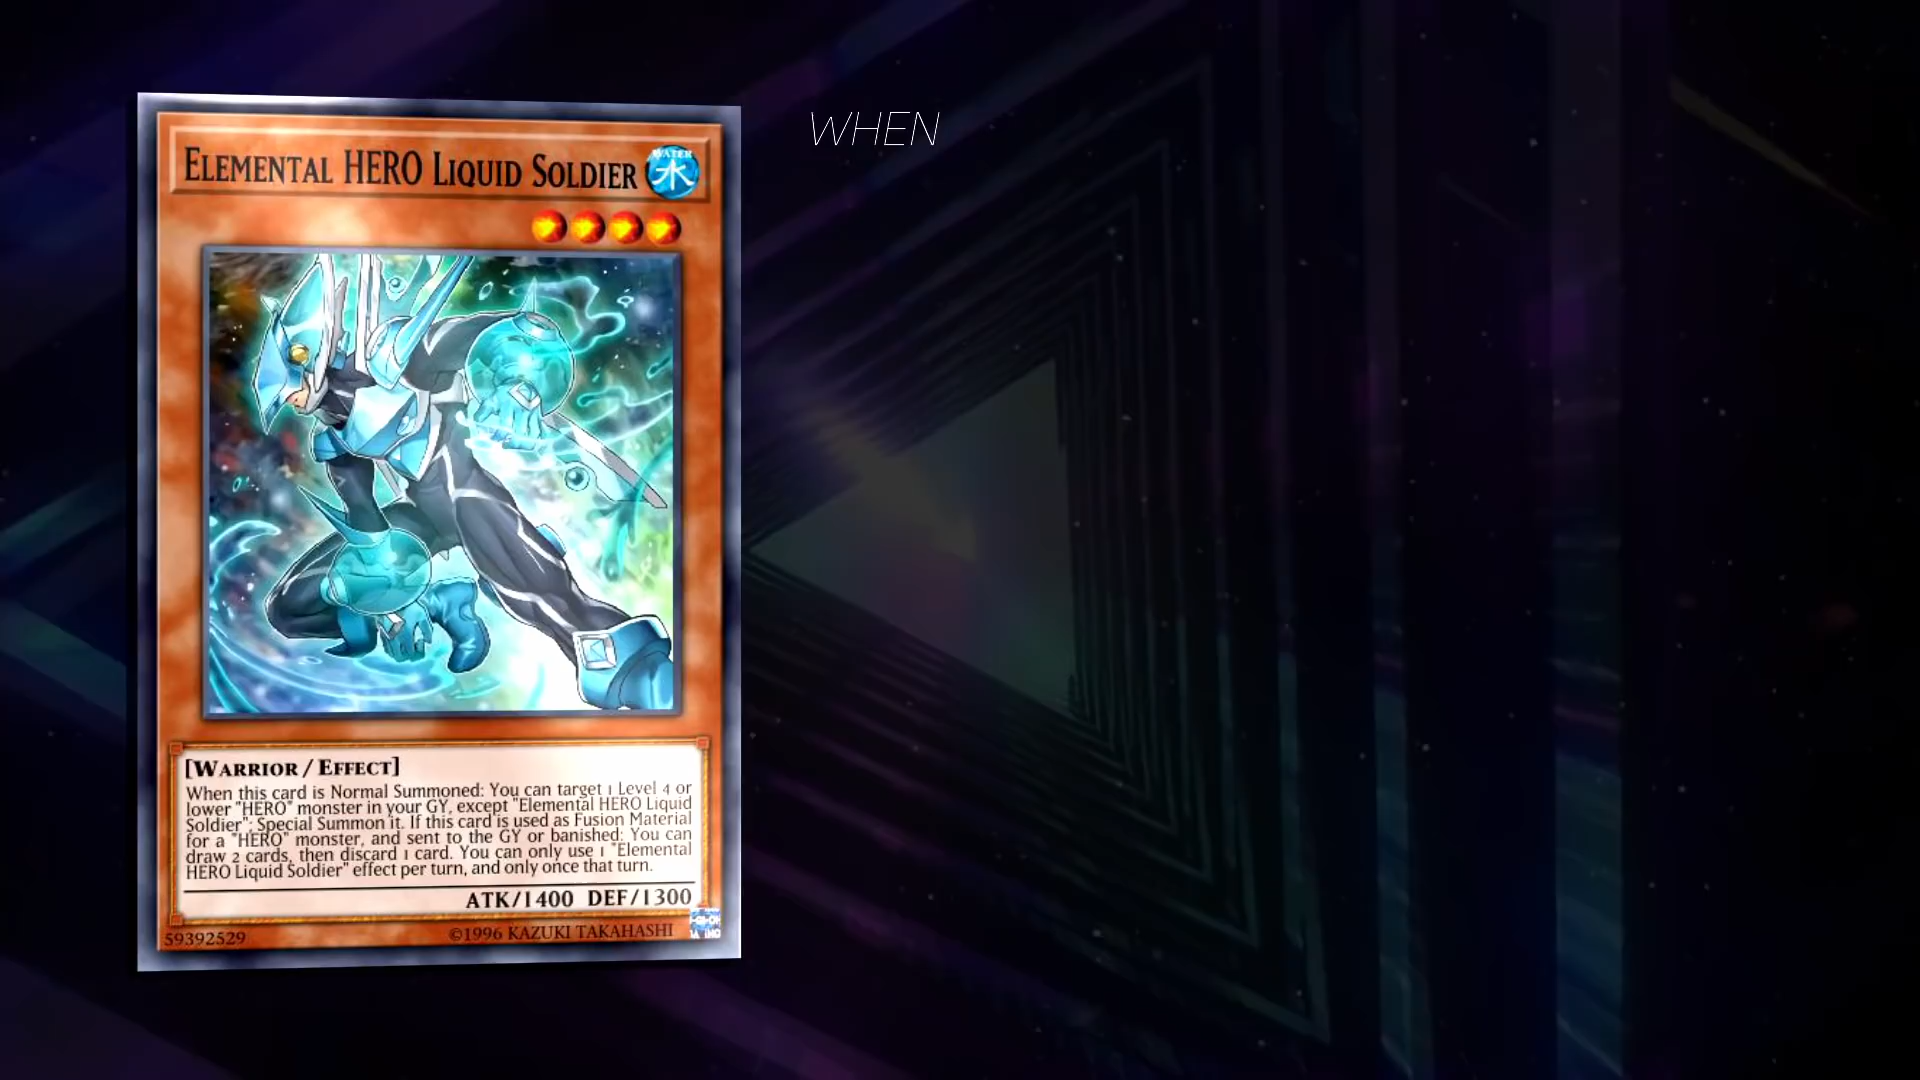 ELEMENTAL HERO LIQUID SOLDIER
WATER
水
WHEN
[WARRIOR / EFFECT]
When this card is Normal Summoned: You can target 1 Level 4 or
lower "HERO" monster in your GY, except "Elemental HERO Liquid
Soldier"; Special Summon it. If this card is used as Fusion Material
for a "HERO" monster, and sent to the GY or banished: You can
draw 2 cards, then discard 1 card. You can only use 1 "Elemental
HERO Liquid Soldier" effect per turn, and only once that turn.
ATK/1400 DEF/1300
59392529
©1996 KAZUKI TAKAHASHI